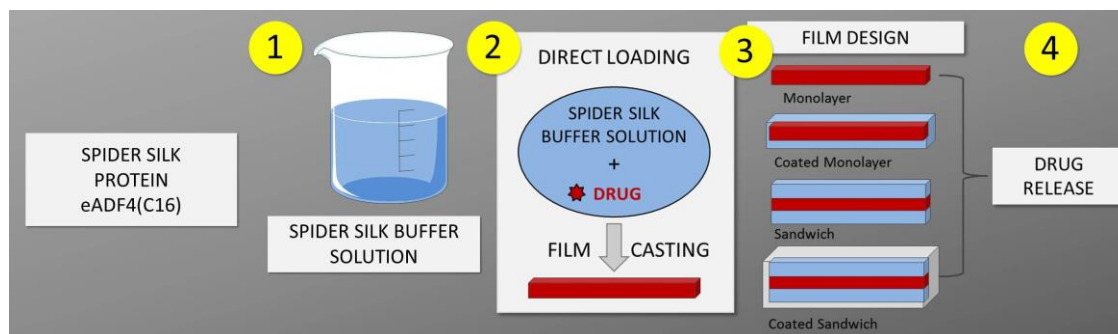 SPIDER SILK
PROTEIN
eADF4(C16)
1
SPIDER SILK BUFFER
SOLUTION
2
DIRECT LOADING
SPIDER SILK
BUFFER SOLUTION
+
DRUG
FILM CASTING
3
FILM DESIGN
Monolayer
Coated Monolayer
Sandwich
Coated Sandwich
4
DRUG
RELEASE